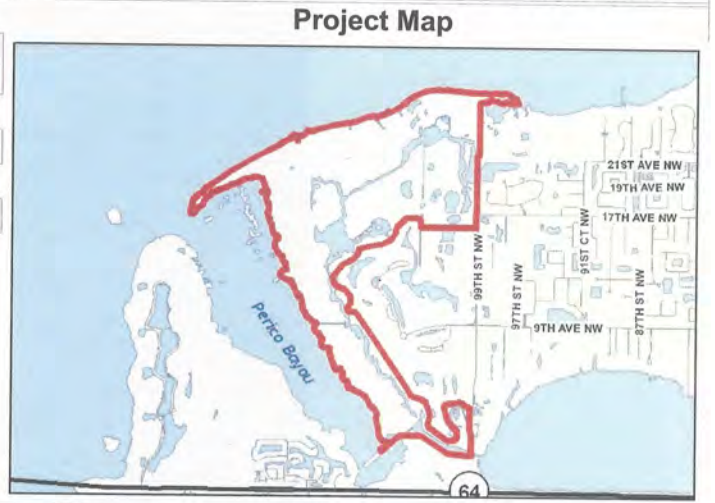 Project Map
21ST AVE NW
19TH AVE NW
17TH AVE NW
99TH ST NW
97TH ST NW
91ST CT NW
87TH ST NW
9TH AVE NW
Perico Bayou
64